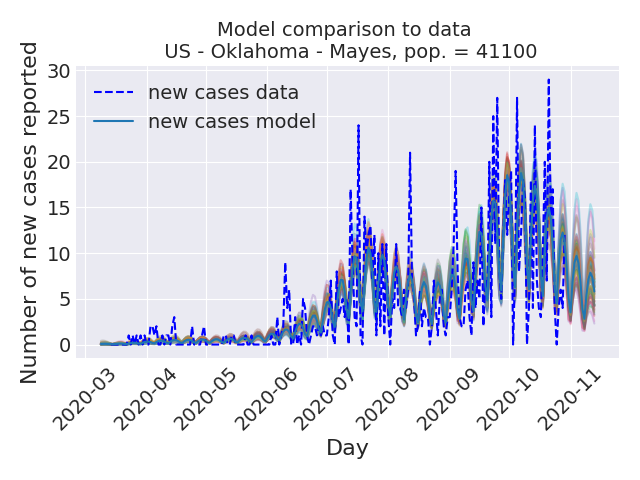 Model comparison to data
US - Oklahoma - Mayes, pop. = 41100
Number of new cases reported
30
25
20
15
10
5
0
new cases data
new cases model
2020-03
2020-04
2020-05
2020-06
2020-07
2020-08
2020-09
2020-10
2020-11
Day